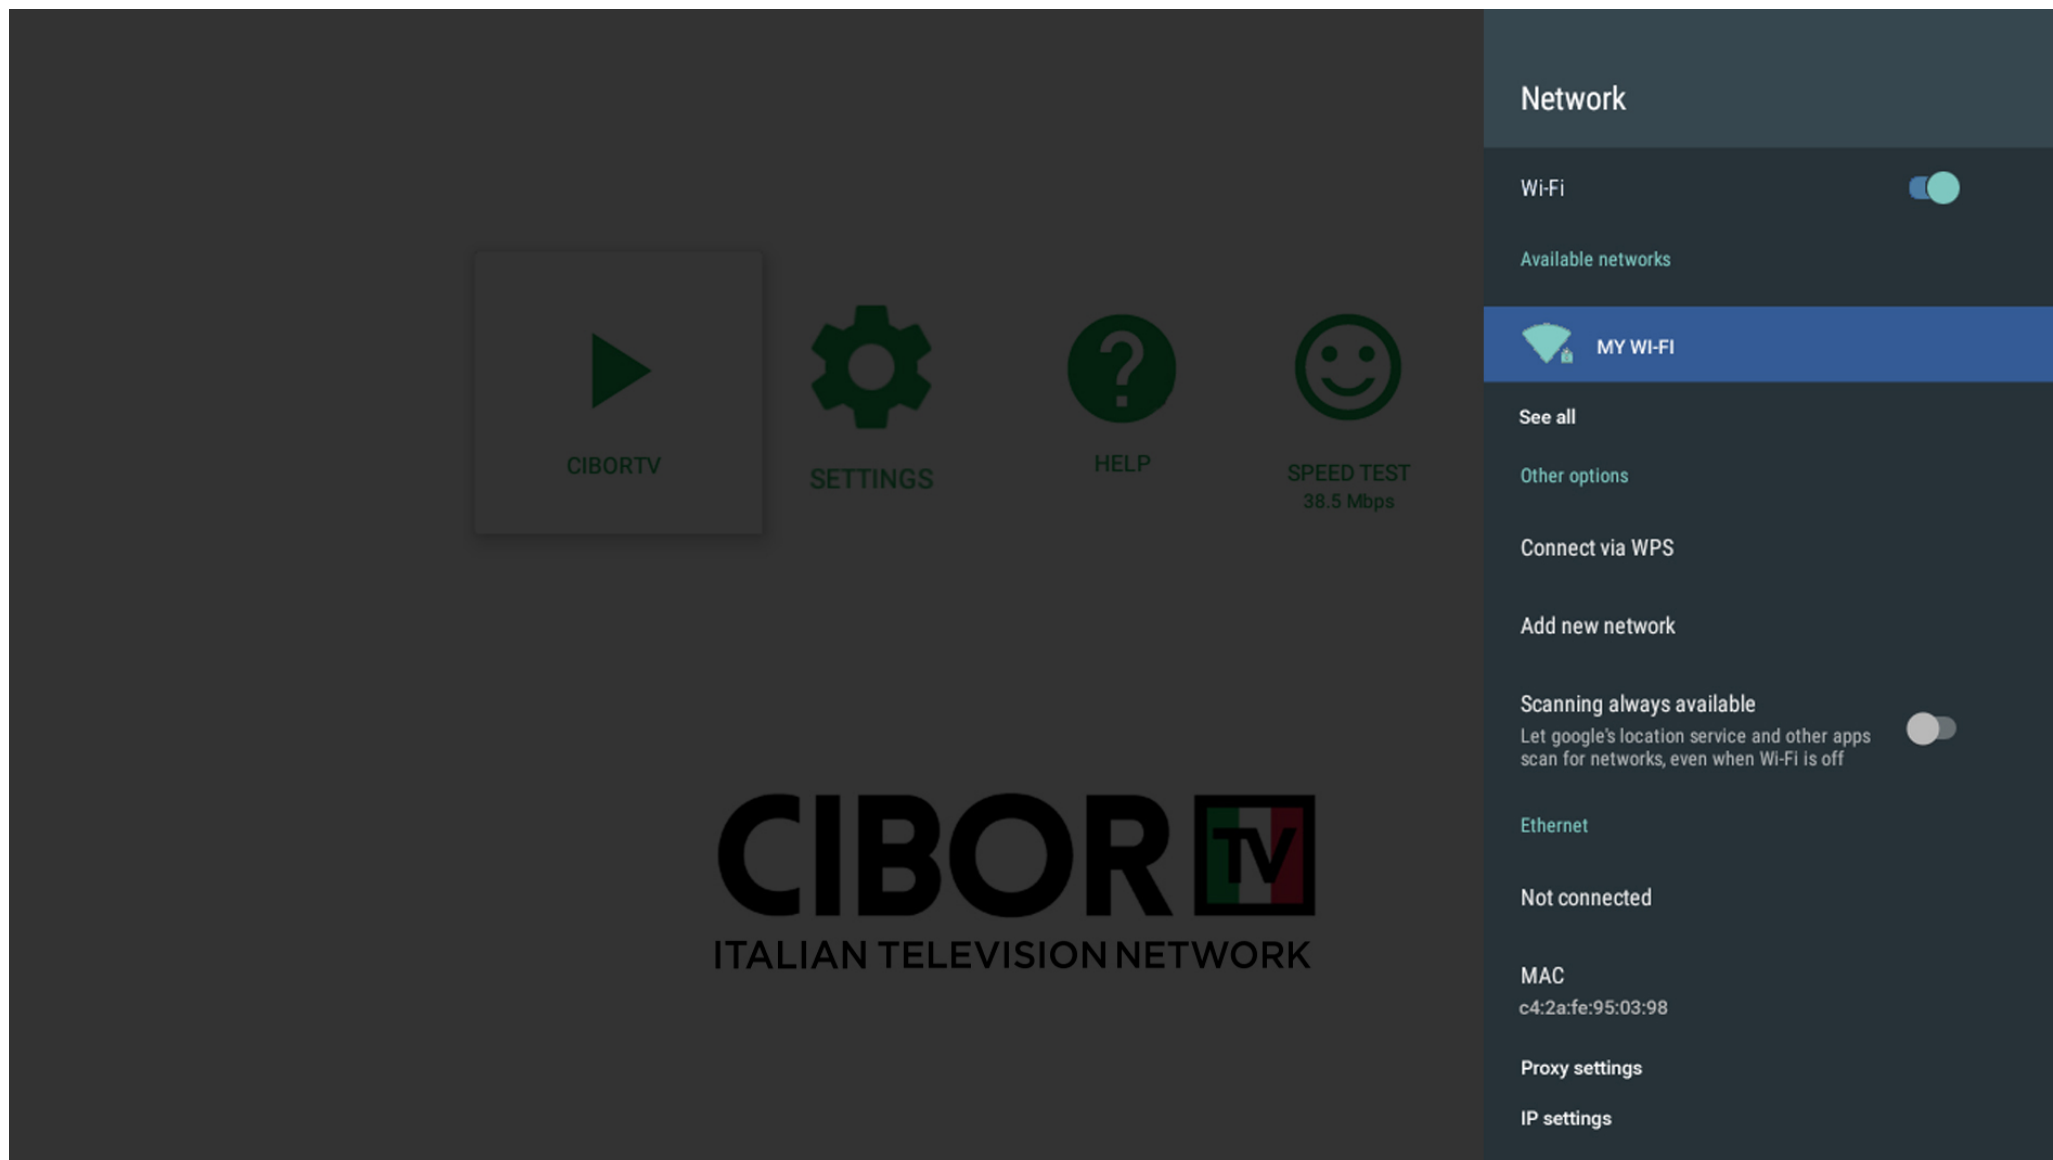 Network
Wi-Fi
Available networks
MY WI-FI
See all
Other options
Connect via WPS
Add new network
Scanning always available
Let google's location service and other apps
scan for networks, even when Wi-Fi is off
Ethernet
Not connected
MAC
c4:2a:fe:95:03:98
Proxy settings
IP settings
CIBORTV
SETTINGS
HELP
SPEED TEST
38.5 Mbps
CIBOR TV
ITALIAN TELEVISION NETWORK